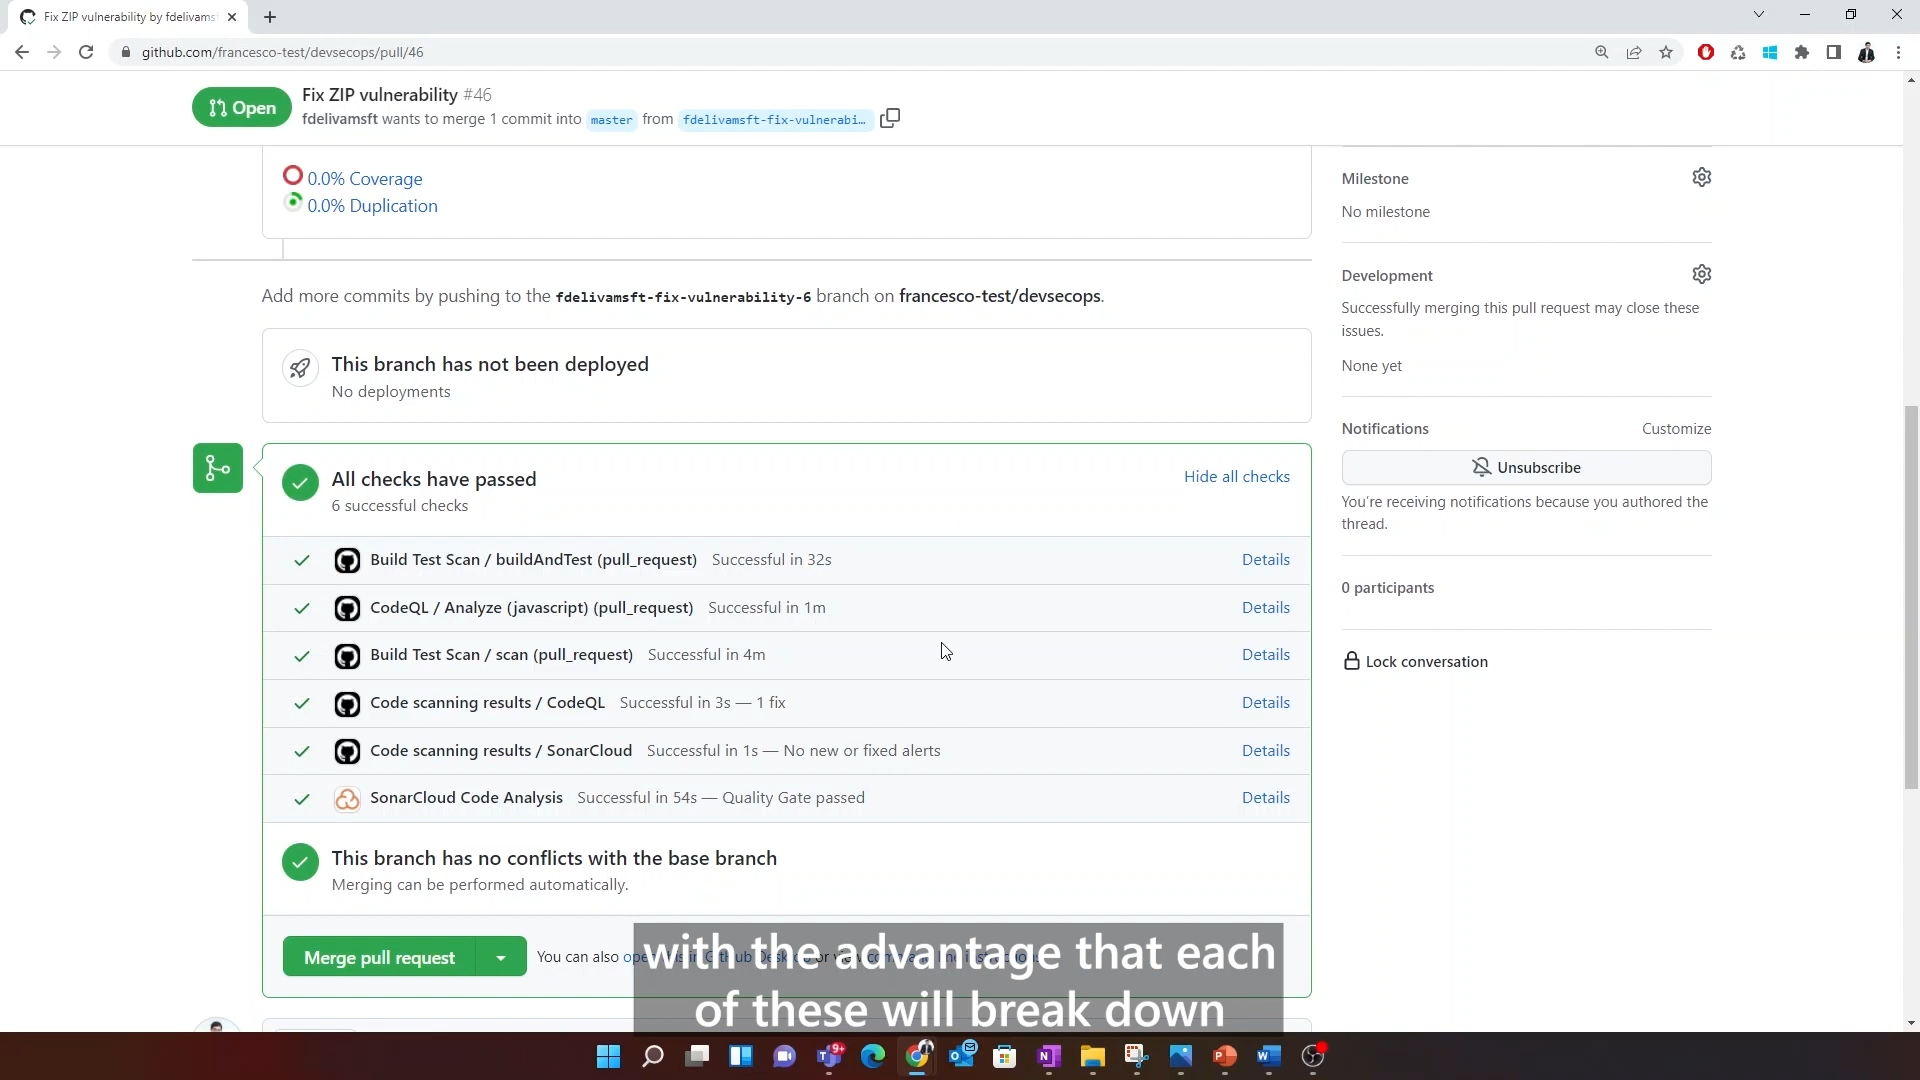 Fix ZIP vulnerability by fdelivams
github.com/francesco-test/devsecops/pull/46
Open
Fix ZIP vulnerability #46
fdelivamsft wants to merge 1 commit into master from fdelivamsft-fix-vulnerabi…
0.0% Coverage
0.0% Duplication
Add more commits by pushing to the fdelivamsft-fix-vulnerability-6 branch on francesco-test/devsecops.
This branch has not been deployed
No deployments
All checks have passed
Hide all checks
6 successful checks
Build Test Scan / buildAndTest (pull_request) Successful in 32s Details
CodeQL / Analyze (javascript) (pull_request) Successful in 1m Details
Build Test Scan / scan (pull_request) Successful in 4m Details
Code scanning results / CodeQL Successful in 3s — 1 fix Details
Code scanning results / SonarCloud Successful in 1s — No new or fixed alerts Details
SonarCloud Code Analysis Successful in 54s — Quality Gate passed Details
This branch has no conflicts with the base branch
Merging can be performed automatically.
Merge pull request
You can also
with the advantage that each
of these will break down
Milestone
No milestone
Development
Successfully merging this pull request may close these
issues.
None yet
Notifications Customize
Unsubscribe
You're receiving notifications because you authored the
thread.
0 participants
Lock conversation
9+